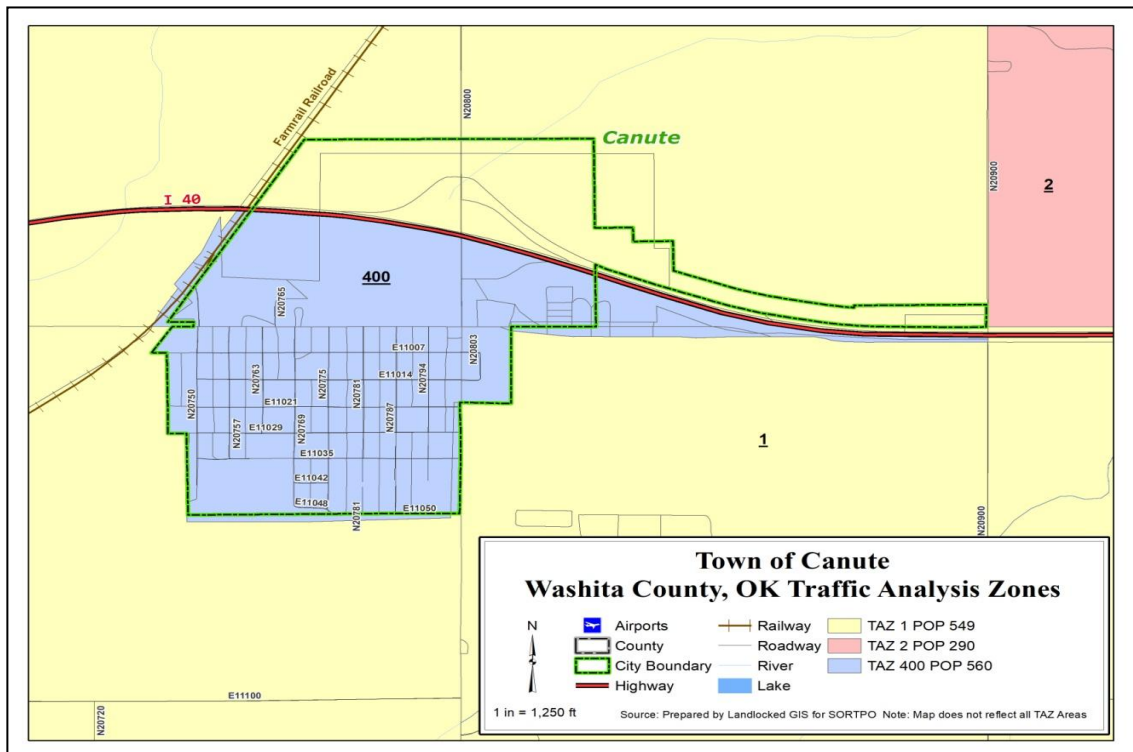 Farmrail Railroad
N20800
Canute
N20900
2
I 40
400
N20765
N20803
E11007
N20763
N20775
E11014
N20794
N20750
N20781
E11021
N20787
N20757
N20769
E11029
1
E11035
E11042
E11048
E11050
N20781
N20900
Town of Canute
Washita County, OK Traffic Analysis Zones
N
Airports
County
City Boundary
Highway
Railway
Roadway
River
Lake
TAZ 1 POP 549
TAZ 2 POP 290
TAZ 400 POP 560
1 in = 1,250 ft
Source: Prepared by Landlocked GIS for SORTPO Note: Map does not reflect all TAZ Areas
E11100
N20720